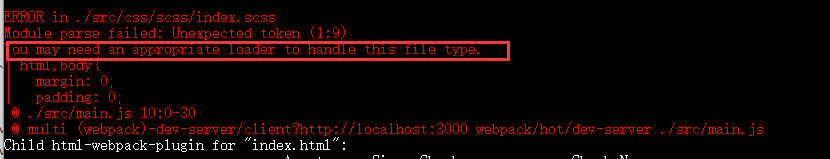 ERROR in ./src/css/scss/index.scss
Module parse failed: Unexpected token (1:9)
You may need an appropriate loader to handle this file type.
| html,body{
|   margin: 0;
|   padding: 0;
 @ ./src/main.js 10:0-30
 @ multi (webpack)-dev-server/client?http://localhost:3000 webpack/hot/dev-server ./src/main.js
Child html-webpack-plugin for "index.html":